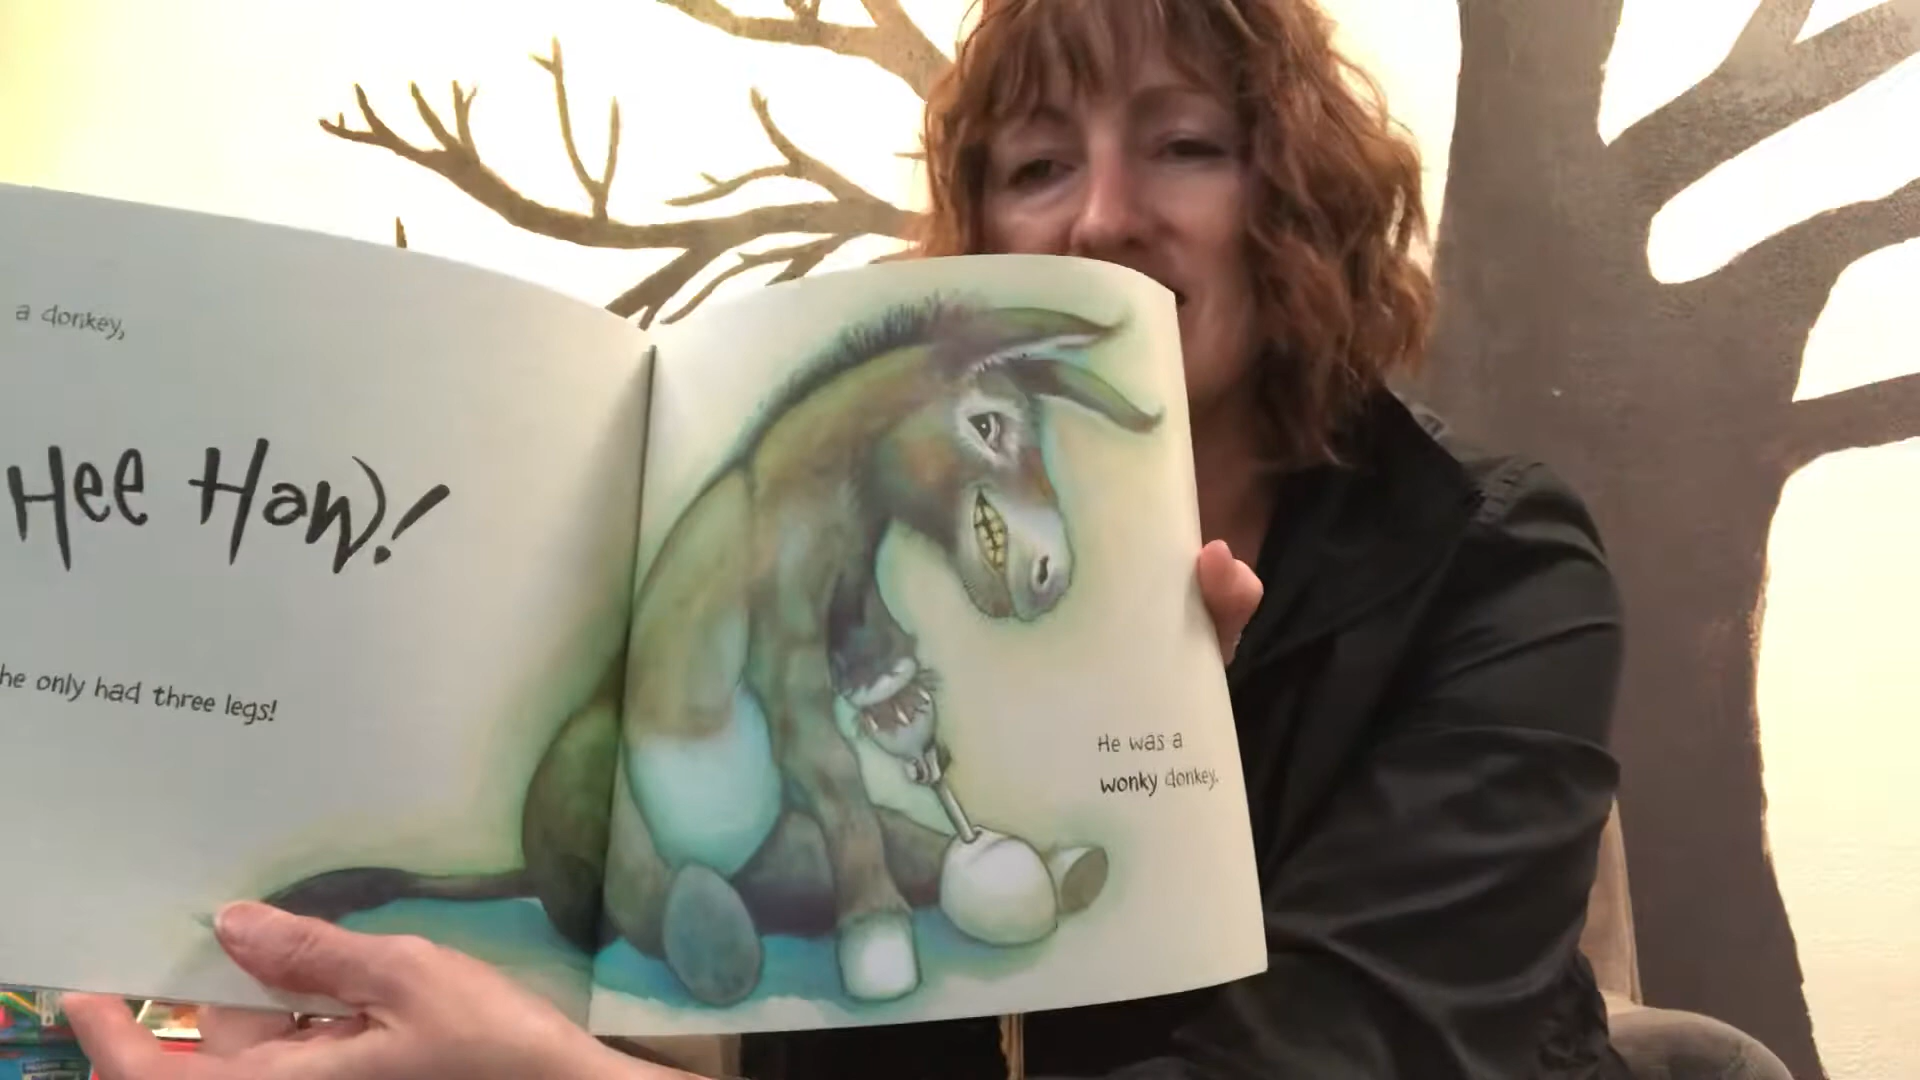 a donkey,
Hee Haw!
he only had three legs!
He was a
wonky donkey.